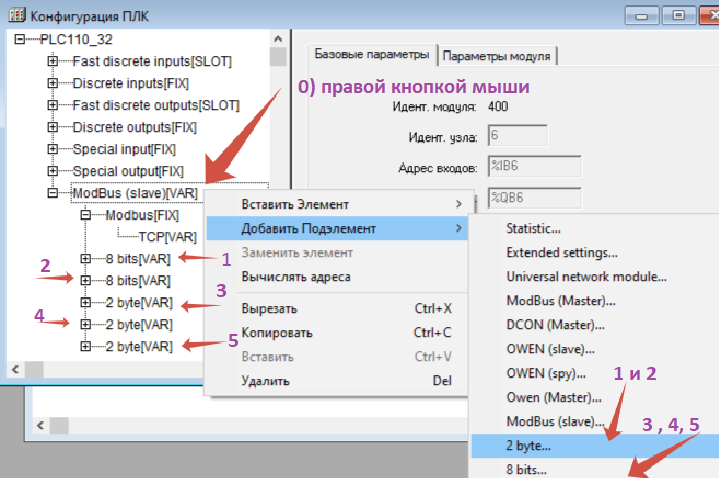 Конфигурация ПЛК
PLC110_32
Fast discrete inputs[SLOT]
Discrete inputs[FIX]
Fast discrete outputs[SLOT]
Discrete outputs[FIX]
Special input[FIX]
Special output[FIX]
ModBus (slave)[VAR]
Modbus[FIX]
TCP[VAR]
8 bits[VAR]
1
2
8 bits[VAR]
2 byte[VAR]
3
4
2 byte[VAR]
2 byte[VAR]
5
Базовые параметры
Параметры модуля
0) правой кнопкой мыши
Идент. модуля: 400
Идент. узла: 6
Адрес входов: %IB6
%QB6
Вставить Элемент
Добавить Подэлемент
Заменить элемент
Вычислять адреса
Вырезать Ctrl+X
Копировать Ctrl+C
Вставить Ctrl+V
Удалить Del
Statistic...
Extended settings...
Universal network module...
ModBus (Master)...
DCON (Master)...
OWEN (slave)...
OWEN (spy)...
1 и 2
Owen (Master)...
ModBus (slave)...
3 , 4, 5
2 byte...
8 bits...